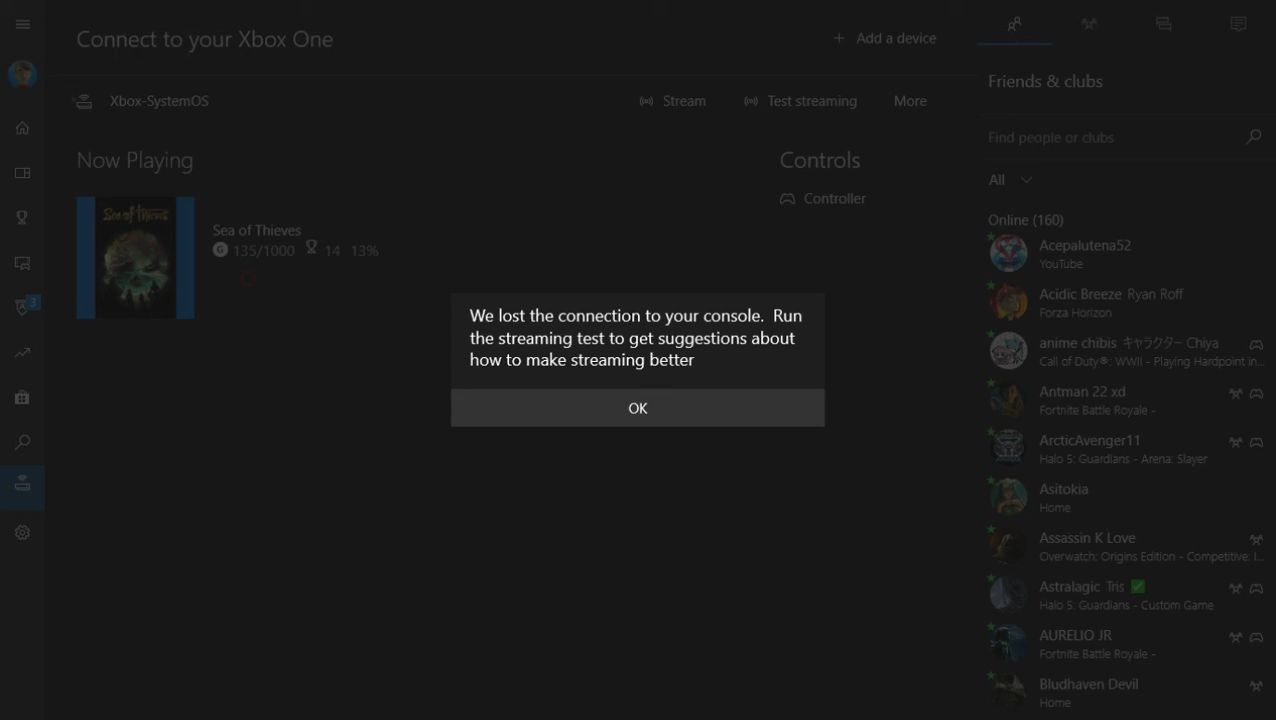 Connect to your Xbox One
Add a device
Xbox-SystemOS
Stream
Test streaming
More
Now Playing
Sea of Thieves
Sea of Thieves
G 135/1000 14 13%
Controls
Controller
3
We lost the connection to your console. Run
the streaming test to get suggestions about
how to make streaming better
OK
Friends & clubs
Find people or clubs
All
Online (160)
Acepalutena52
YouTube
Acidic Breeze Ryan Roff
Forza Horizon
anime chibis キャラクター Chiya
Call of Duty®: WWII - Playing Hardpoint in...
Antman 22 xd
Fortnite Battle Royale -
ArcticAvenger11
Halo 5: Guardians - Arena: Slayer
Asitokia
Home
Assassin K Love
Overwatch: Origins Edition - Competitive: I...
Astralagic Tris ✅
Halo 5: Guardians - Custom Game
AURELIO JR
Fortnite Battle Royale -
Bludhaven Devil
Home